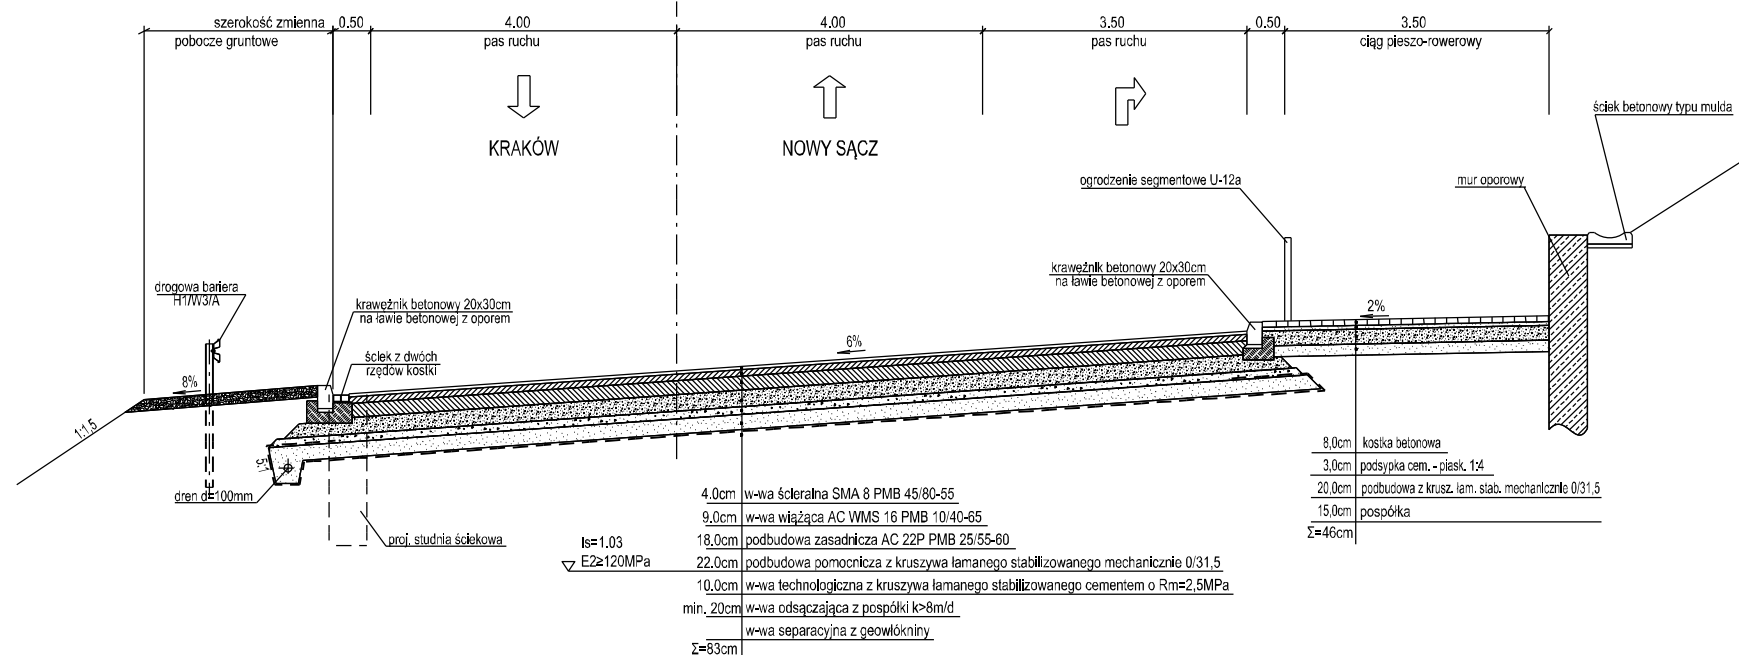 szerokość zmienna
pobocze gruntowe
0.50
4.00
pas ruchu
4.00
pas ruchu
3.50
pas ruchu
0.50
3.50
ciąg pieszo-rowerowy
KRAKÓW
NOWY SĄCZ
ściek betonowy typu mulda
ogrodzenie segmentowe U-12a
mur oporowy
krawężnik betonowy 20x30cm
na ławie betonowej z oporem
drogowa bariera
H1/W3/A
krawężnik betonowy 20x30cm
na ławie betonowej z oporem
ściek z dwóch
rzędów kostki
2%
6%
8%
1:1,5
5:1
dren d=100mm
proj. studnia ściekowa
Is=1.03
E2≥120MPa
4.0cm w-wa ścieralna SMA 8 PMB 45/80-55
9.0cm w-wa wiążąca AC WMS 16 PMB 10/40-65
18.0cm podbudowa zasadnicza AC 22P PMB 25/55-60
22.0cm podbudowa pomocnicza z kruszywa łamanego stabilizowanego mechanicznie 0/31,5
10.0cm w-wa technologiczna z kruszywa łamanego stabilizowanego cementem o Rm=2,5MPa
min. 20cm w-wa odsączająca z pospółki k>8m/d
w-wa separacyjna z geowłókniny
Σ=83cm
8,0cm kostka betonowa
3,0cm podsypka cem. - piask. 1:4
20,0cm podbudowa z krusz. łam. stab. mechanicznie 0/31,5
15,0cm pospółka
Σ=46cm